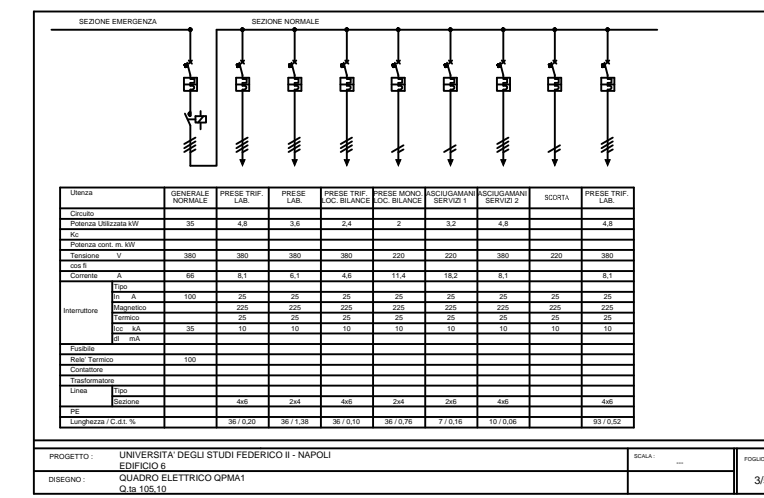 SEZIONE EMERGENZA SEZIONE NORMALE
Utenza GENERALE NORMALE PRESE TRIF. LAB. PRESE LAB. PRESE TRIF. LOC. BILANCE PRESE MONO. LOC. BILANCE ASCIUGAMANI SERVIZI 1 ASCIUGAMANI SERVIZI 2 SCORTA PRESE TRIF. LAB.
Circuito
Potenza Utilizzata kW 35 4,8 3,6 2,4 2 3,2 4,8 4,8
Kc
Potenza cont. m. kW
Tensione V 380 380 380 380 220 220 380 220 380
cos fi
Corrente A 66 8,1 6,1 4,6 11,4 18,2 8,1 8,1
Interruttore
Tipo
In A 100 25 25 25 25 25 25 25 25
Magnetico 225 225 225 225 225 225 225 225
Termico 25 25 25 25 25 25 25 25
Icc kA 35 10 10 10 10 10 10 10 10
dI mA
Fusibile
Rele' Termico 100
Contattore
Trasformatore
Linea Tipo
Sezione 4x6 2x4 4x6 2x4 2x6 4x6 4x6
PE
Lunghezza / C.d.t. % 36 / 0,20 36 / 1,38 36 / 0,10 36 / 0,76 7 / 0,16 10 / 0,06 93 / 0,52
PROGETTO : UNIVERSITA' DEGLI STUDI FEDERICO II - NAPOLI
EDIFICIO 6
SCALA : ---
FOGLIO
DISEGNO : QUADRO ELETTRICO QPMA1
Q.ta 105,10
3/